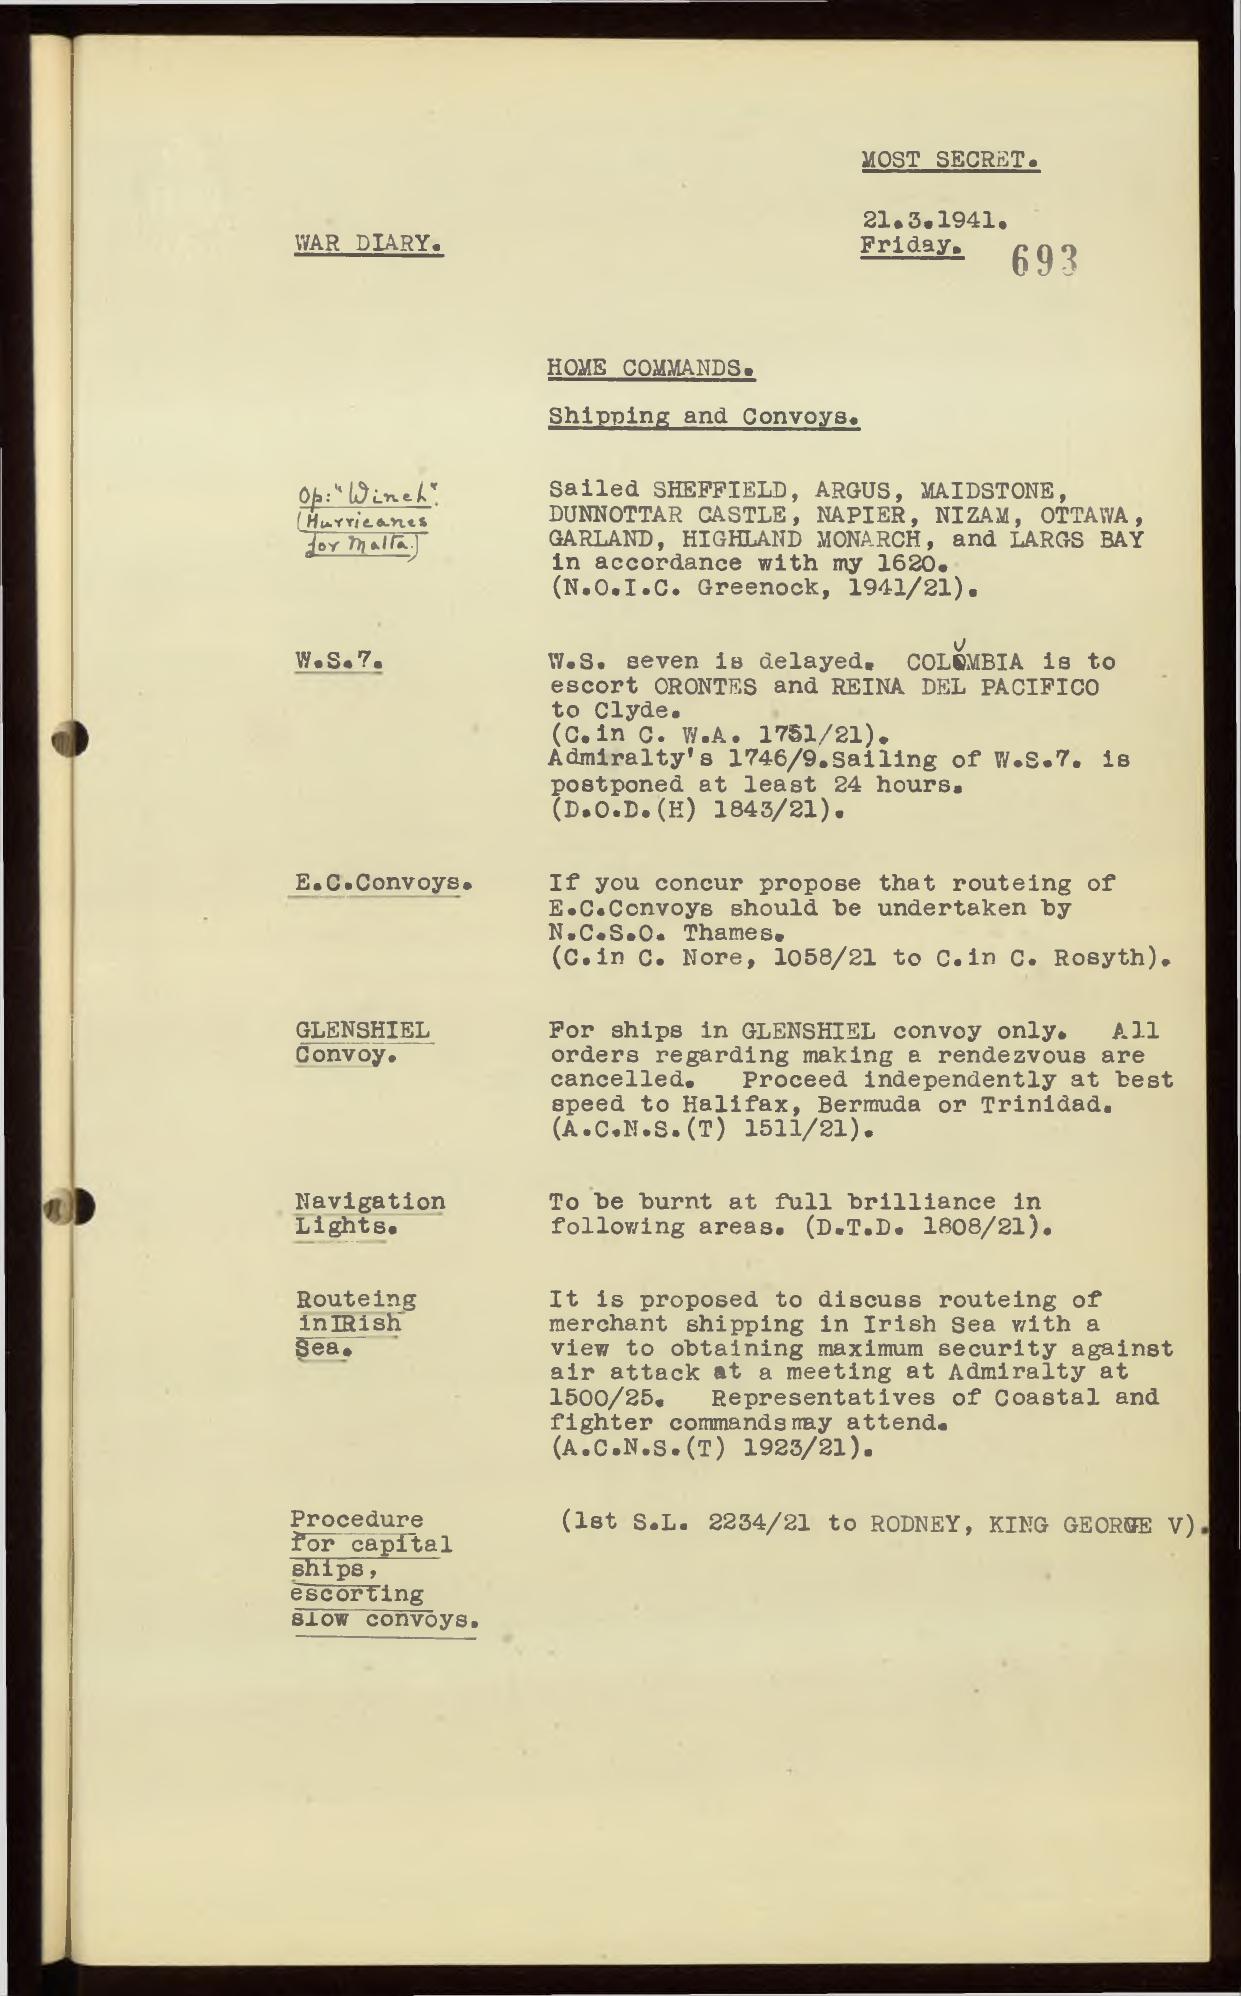 MOST SECRET.
21.3.1941.
WAR DIARY.
Friday.
693
HOME COMMANDS.
Shipping and Convoys.
Op: "Winch".
(Hurricanes
for Malta.)
Sailed SHEFFIELD, ARGUS, MAIDSTONE,
DUNNOTTAR CASTLE, NAPIER, NIZAM, OTTAWA,
GARLAND, HIGHLAND MONARCH, and LARGS BAY
in accordance with my 1620.
(N.O.I.C. Greenock, 1941/21).
W.S.7.
W.S. seven is delayed. COLUMBIA is to
escort ORONTES and REINA DEL PACIFICO
to Clyde.
(C.in C. W.A. 1751/21).
Admiralty's 1746/9.Sailing of W.S.7. is
postponed at least 24 hours.
(D.O.D.(H) 1843/21).
E.C.Convoys.
If you concur propose that routeing of
E.C.Convoys should be undertaken by
N.C.S.O. Thames.
(C.in C. Nore, 1058/21 to C.in C. Rosyth).
GLENSHIEL
Convoy.
For ships in GLENSHIEL convoy only. All
orders regarding making a rendezvous are
cancelled. Proceed independently at best
speed to Halifax, Bermuda or Trinidad.
(A.C.N.S.(T) 1511/21).
Navigation
Lights.
To be burnt at full brilliance in
following areas. (D.T.D. 1808/21).
Routeing
inIRish
Sea.
It is proposed to discuss routeing of
merchant shipping in Irish Sea with a
view to obtaining maximum security against
air attack at a meeting at Admiralty at
1500/25. Representatives of Coastal and
fighter commands may attend.
(A.C.N.S.(T) 1923/21).
Procedure
for capital
ships,
escorting
slow convoys.
(1st S.L. 2234/21 to RODNEY, KING GEORGE V).